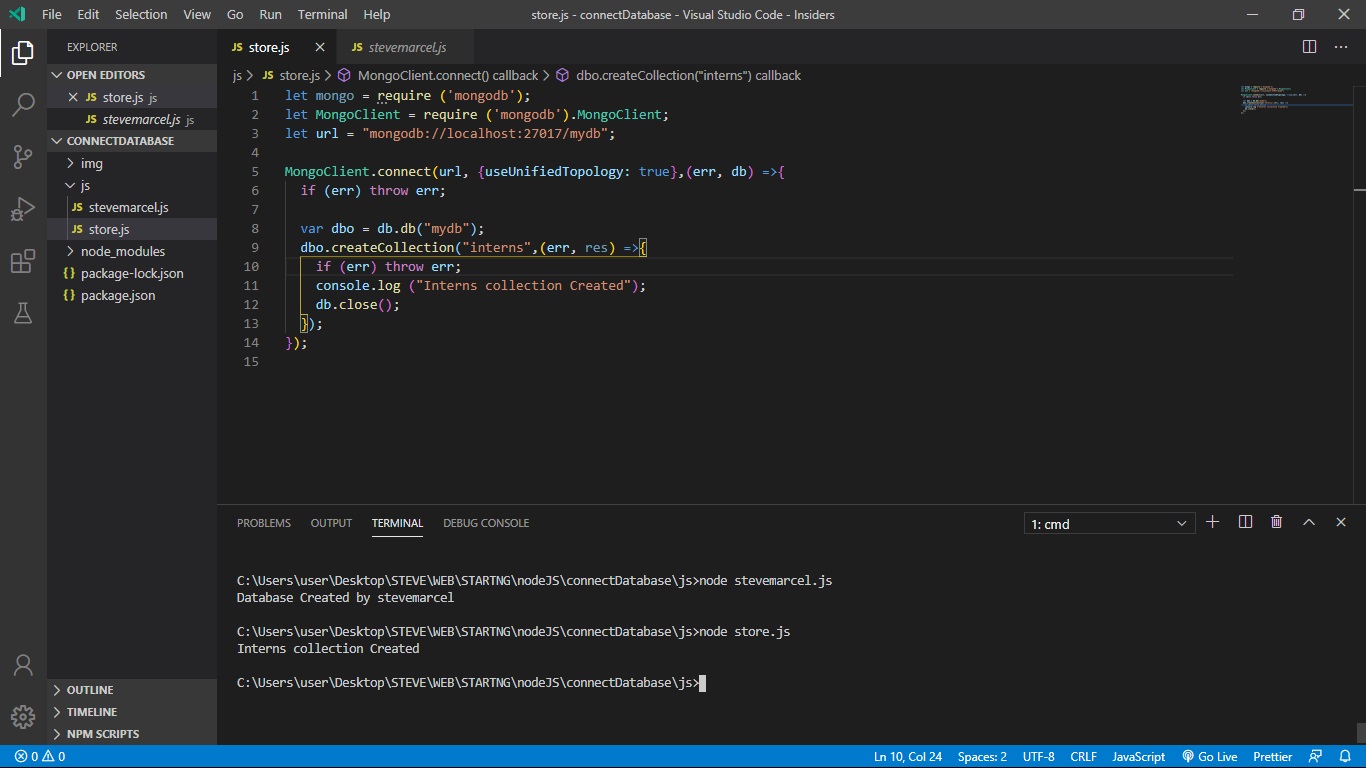 File Edit Selection View Go Run Terminal Help
store.js - connectDatabase - Visual Studio Code - Insiders
EXPLORER
OPEN EDITORS
JS store.js js
JS stevemarcel.js js
CONNECTDATABASE
img
js
JS stevemarcel.js
JS store.js
node_modules
{} package-lock.json
{} package.json
OUTLINE
TIMELINE
NPM SCRIPTS
JS store.js
JS stevemarcel.js
js > JS store.js > MongoClient.connect() callback > dbo.createCollection("interns") callback
1 let mongo = require ('mongodb');
2 let MongoClient = require ('mongodb').MongoClient;
3 let url = "mongodb://localhost:27017/mydb";
4
5 MongoClient.connect(url, {useUnifiedTopology: true},(err, db) =>{
6 if (err) throw err;
7
8 var dbo = db.db("mydb");
9 dbo.createCollection("interns",(err, res) =>{
10 if (err) throw err;
11 console.log ("Interns collection Created");
12 db.close();
13 });
14 });
15
PROBLEMS OUTPUT TERMINAL DEBUG CONSOLE
1: cmd
C:\Users\user\Desktop\STEVE\WEB\STARTNG\nodeJS\connectDatabase\js>node stevemarcel.js
Database Created by stevemarcel
C:\Users\user\Desktop\STEVE\WEB\STARTNG\nodeJS\connectDatabase\js>node store.js
Interns collection Created
C:\Users\user\Desktop\STEVE\WEB\STARTNG\nodeJS\connectDatabase\js>
0 0
Ln 10, Col 24 Spaces: 2 UTF-8 CRLF JavaScript Go Live Prettier